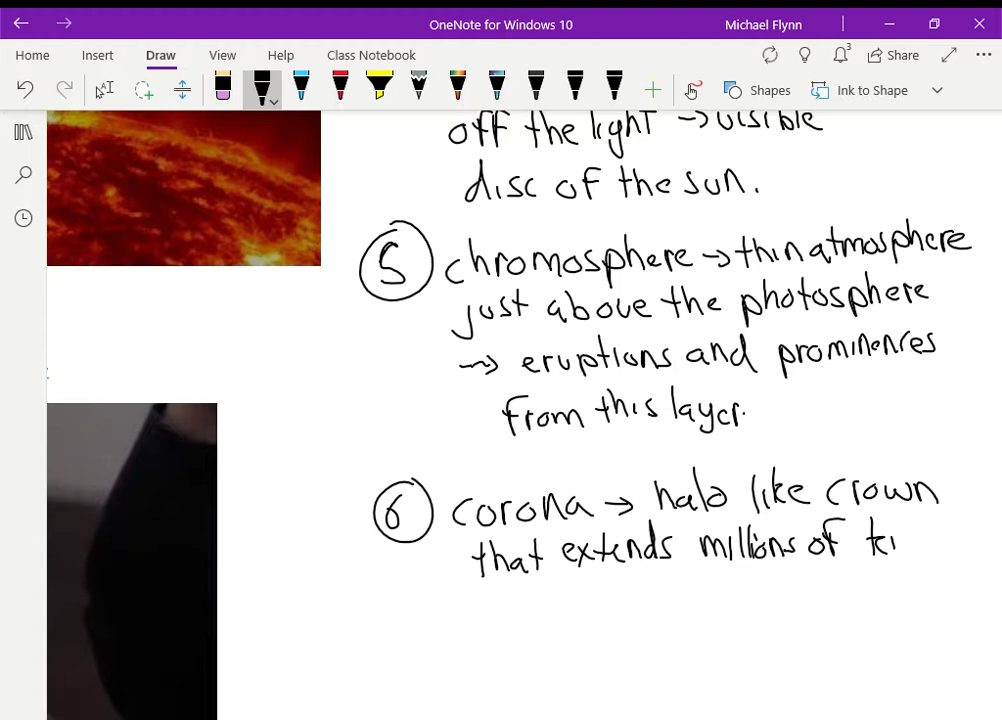 OneNote for Windows 10
Michael Flynn
Home Insert Draw View Help Class Notebook
3
Share
Shapes
Ink to Shape
off the light → visible
disc of the sun.
5 chromosphere → thin atmosphere
just above the photosphere
→ eruptions and prominences
from this layer.
6 corona → halo like crown
that extends millions of